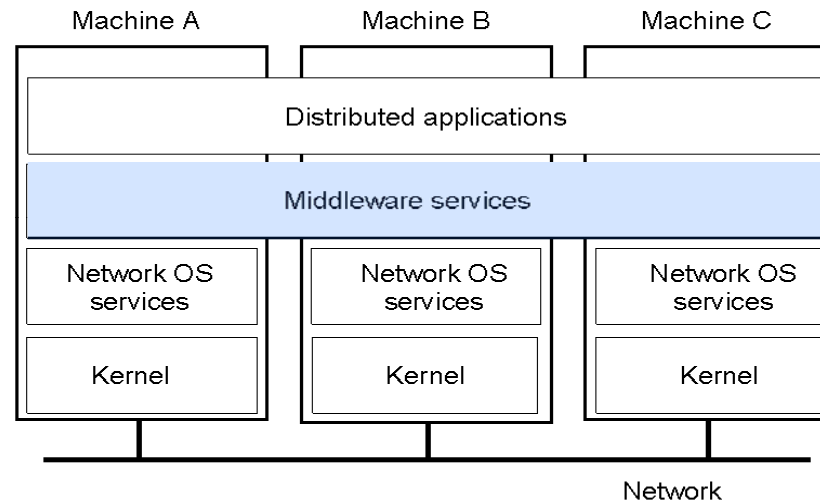 Machine A
Machine B
Machine C
Distributed applications
Middleware services
Network OS
services
Network OS
services
Network OS
services
Kernel
Kernel
Kernel
Network